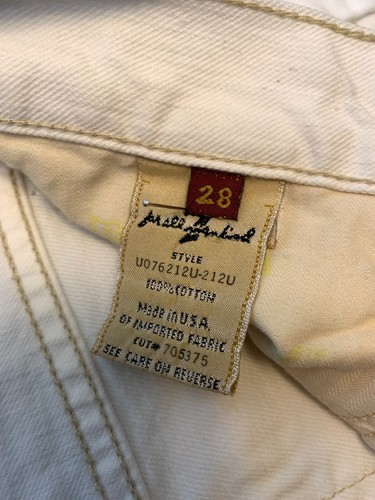 28
for all 7 mankind
STYLE
U076212U-212U
100% COTTON
Made in U.S.A.
OF IMPORTED FABRIC
CUT# 705375
SEE CARE ON REVERSE